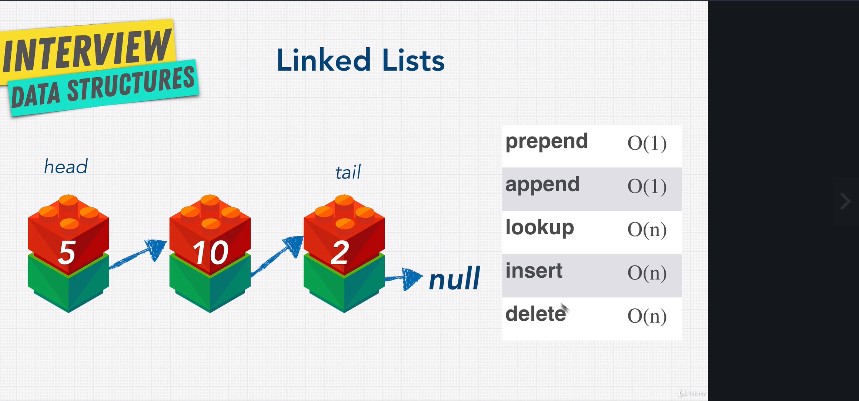 INTERVIEW
DATA STRUCTURES
Linked Lists
head
tail
5
10
2
null
prepend O(1)
append O(1)
lookup O(n)
insert O(n)
delete O(n)